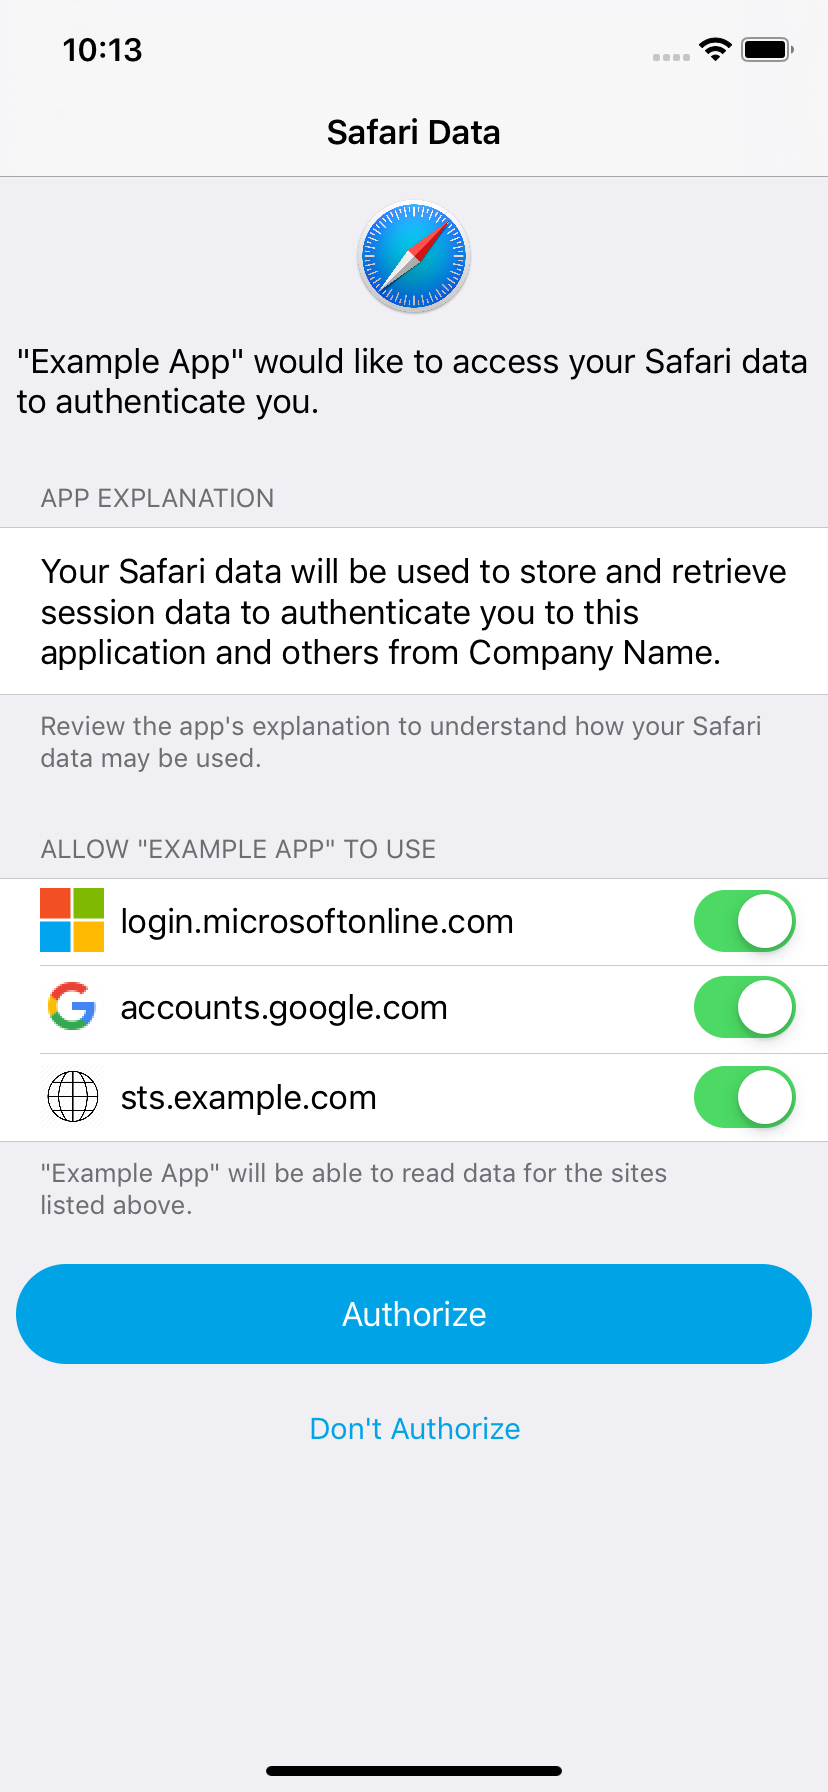 10:13
Safari Data
"Example App" would like to access your Safari data
to authenticate you.
APP EXPLANATION
Your Safari data will be used to store and retrieve
session data to authenticate you to this
application and others from Company Name.
Review the app's explanation to understand how your Safari
data may be used.
ALLOW "EXAMPLE APP" TO USE
login.microsoftonline.com
accounts.google.com
sts.example.com
"Example App" will be able to read data for the sites
listed above.
Authorize
Don't Authorize